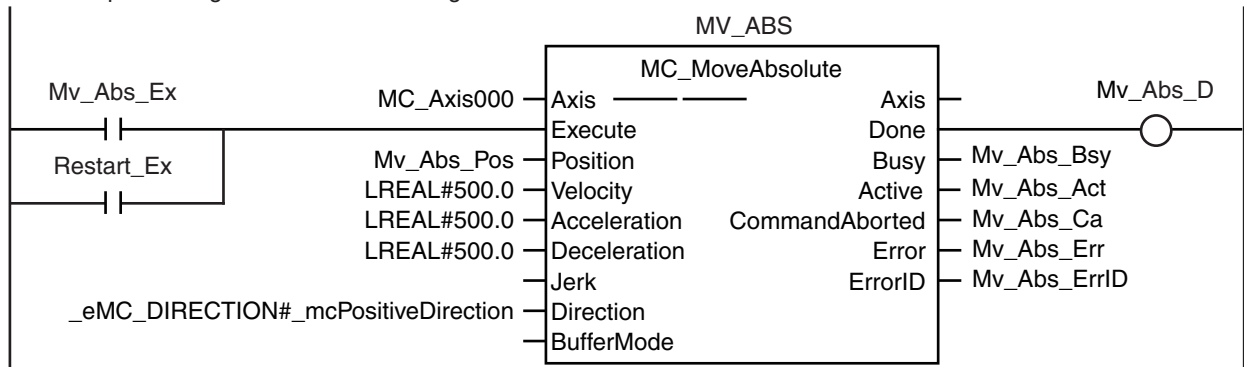 MV_ABS
MC_MoveAbsolute
Mv_Abs_Ex
MC_Axis000 Axis Axis Mv_Abs_D
Execute Done
Restart_Ex
Mv_Abs_Pos Position Busy Mv_Abs_Bsy
LREAL#500.0 Velocity Active Mv_Abs_Act
LREAL#500.0 Acceleration CommandAborted Mv_Abs_Ca
LREAL#500.0 Deceleration Error Mv_Abs_Err
Jerk ErrorID Mv_Abs_ErrID
_eMC_DIRECTION#_mcPositiveDirection Direction
BufferMode